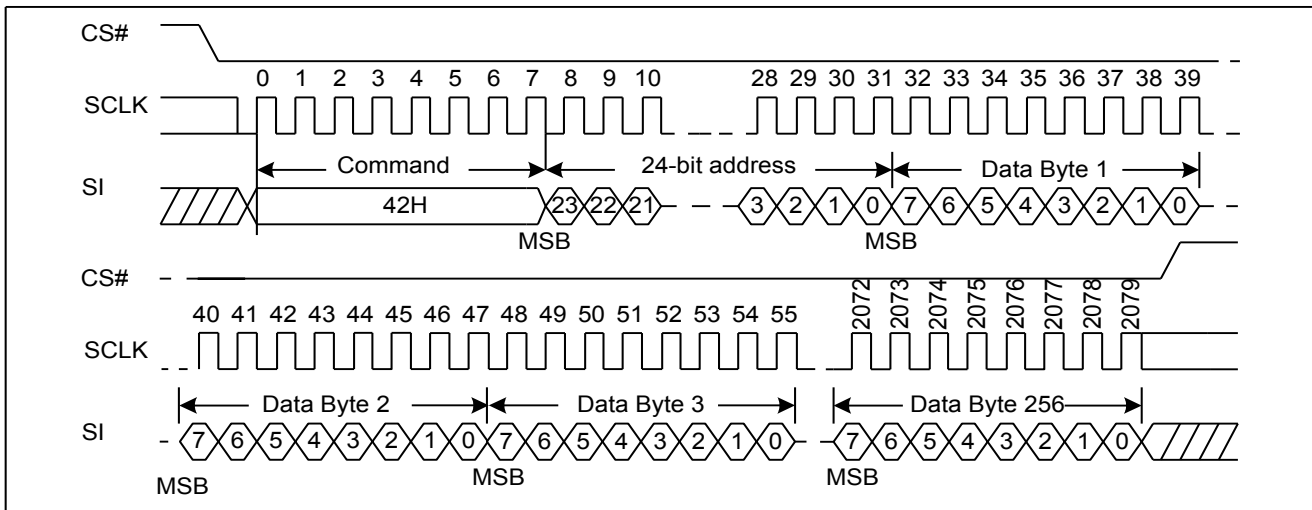 CS#
0 1 2 3 4 5 6 7 8 9 10 28 29 30 31 32 33 34 35 36 37 38 39
SCLK
Command 24-bit address Data Byte 1
SI
42H 23 22 21 3 2 1 0 7 6 5 4 3 2 1 0
MSB MSB
CS#
40 41 42 43 44 45 46 47 48 49 50 51 52 53 54 55 2072 2073 2074 2075 2076 2077 2078 2079
SCLK
Data Byte 2 Data Byte 3 Data Byte 256
SI
7 6 5 4 3 2 1 0 7 6 5 4 3 2 1 0 7 6 5 4 3 2 1 0
MSB MSB MSB